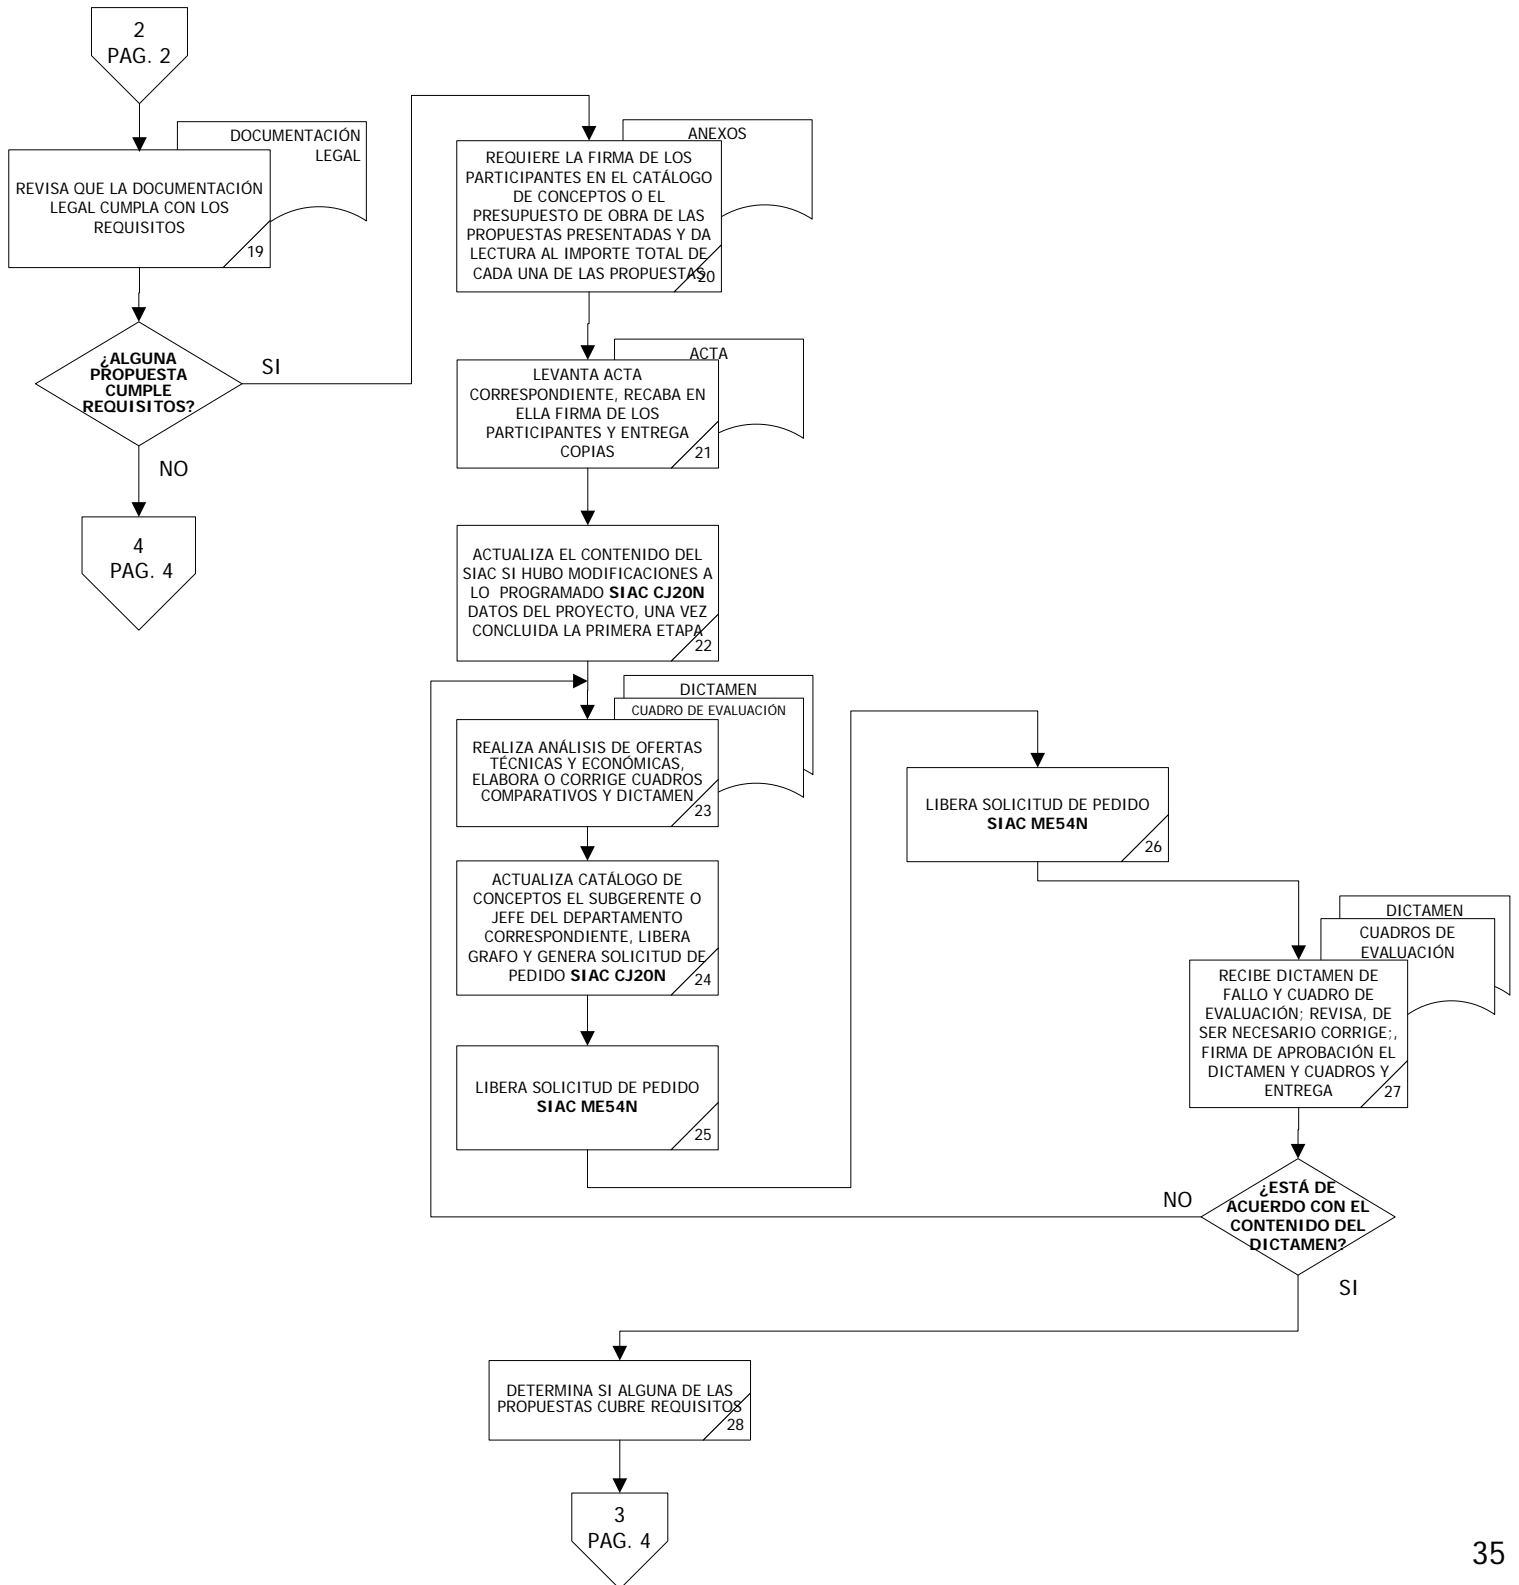 2
PAG. 2
DOCUMENTACIÓN
LEGAL
REVISA QUE LA DOCUMENTACIÓN
LEGAL CUMPLA CON LOS
REQUISITOS
19
¿ALGUNA
PROPUESTA
CUMPLE
REQUISITOS?
SI
NO
4
PAG. 4
ANEXOS
REQUIERE LA FIRMA DE LOS
PARTICIPANTES EN EL CATÁLOGO
DE CONCEPTOS O EL
PRESUPUESTO DE OBRA DE LAS
PROPUESTAS PRESENTADAS Y DA
LECTURA AL IMPORTE TOTAL DE
CADA UNA DE LAS PROPUESTAS
20
ACTA
LEVANTA ACTA
CORRESPONDIENTE, RECABA EN
ELLA FIRMA DE LOS
PARTICIPANTES Y ENTREGA
COPIAS
21
ACTUALIZA EL CONTENIDO DEL
SIAC SI HUBO MODIFICACIONES A
LO PROGRAMADO SIAC CJ20N
DATOS DEL PROYECTO, UNA VEZ
CONCLUIDA LA PRIMERA ETAPA
22
DICTAMEN
CUADRO DE EVALUACIÓN
REALIZA ANÁLISIS DE OFERTAS
TÉCNICAS Y ECONÓMICAS,
ELABORA O CORRIGE CUADROS
COMPARATIVOS Y DICTAMEN
23
ACTUALIZA CATÁLOGO DE
CONCEPTOS EL SUBGERENTE O
JEFE DEL DEPARTAMENTO
CORRESPONDIENTE, LIBERA
GRAFO Y GENERA SOLICITUD DE
PEDIDO SIAC CJ20N
24
LIBERA SOLICITUD DE PEDIDO
SIAC ME54N
25
LIBERA SOLICITUD DE PEDIDO
SIAC ME54N
26
DICTAMEN
CUADROS DE
EVALUACIÓN
RECIBE DICTAMEN DE
FALLO Y CUADRO DE
EVALUACIÓN; REVISA, DE
SER NECESARIO CORRIGE;,
FIRMA DE APROBACIÓN EL
DICTAMEN Y CUADROS Y
ENTREGA
27
¿ESTÁ DE
ACUERDO CON EL
CONTENIDO DEL
DICTAMEN?
NO
SI
DETERMINA SI ALGUNA DE LAS
PROPUESTAS CUBRE REQUISITOS
28
3
PAG. 4
35